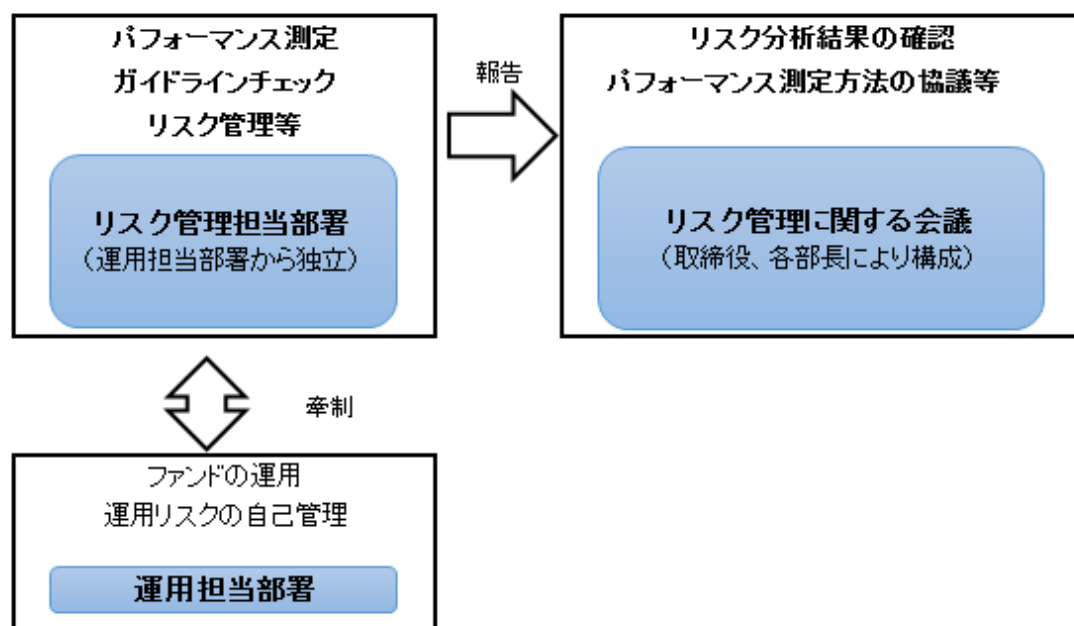 パフォーマンス測定
ガイドラインチェック
リスク管理等
リスク管理担当部署
（運用担当部署から独立）
報告
リスク分析結果の確認
パフォーマンス測定方法の協議等
リスク管理に関する会議
（取締役、各部長により構成）
牽制
ファンドの運用
運用リスクの自己管理
運用担当部署